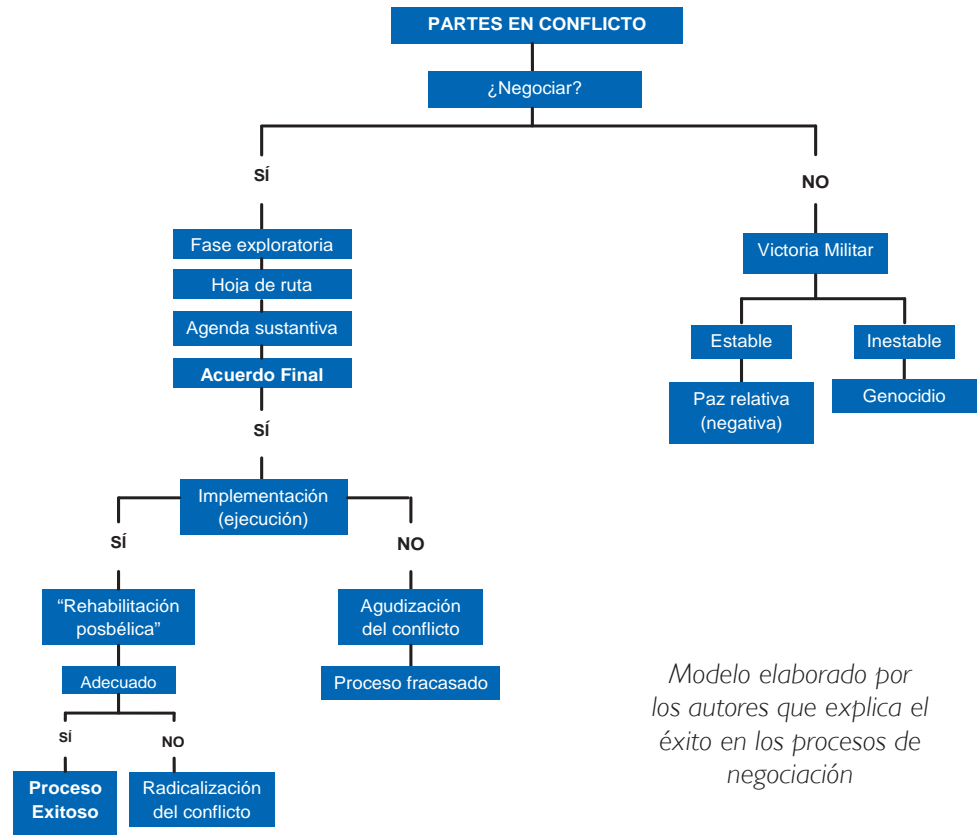 PARTES EN CONFLICTO
¿Negociar?
SÍ
NO
Fase exploratoria
Hoja de ruta
Agenda sustantiva
Acuerdo Final
Victoria Militar
Estable
Inestable
Paz relativa
(negativa)
Genocidio
SÍ
Implementación
(ejecución)
SÍ
NO
“Rehabilitación
posbélica”
Agudización
del conflicto
Adecuado
Proceso fracasado
SÍ
NO
Proceso
Exitoso
Radicalización
del conflicto
Modelo elaborado por
los autores que explica el
éxito en los procesos de
negociación